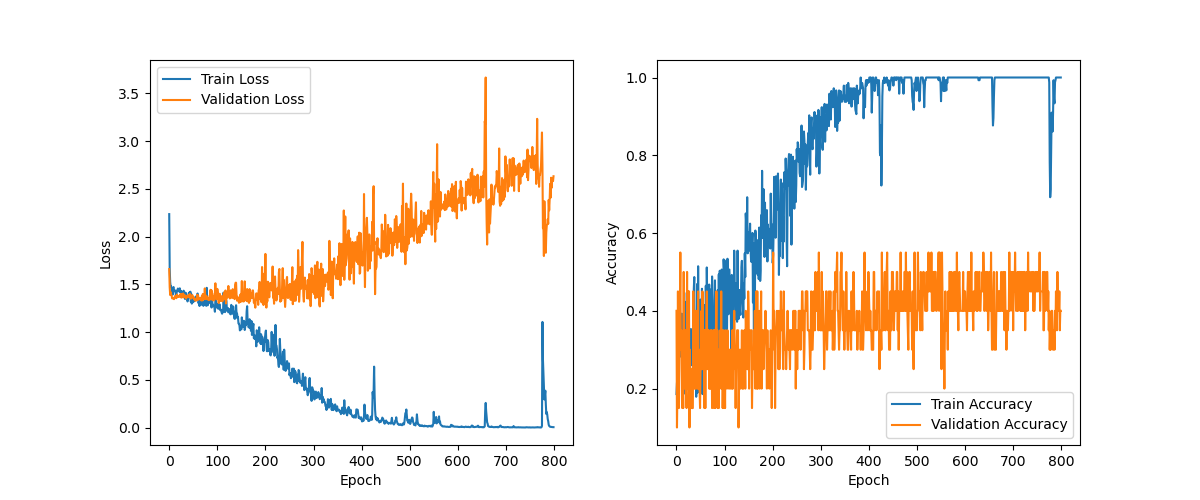 Train Loss
Validation Loss
3.5
3.0
2.5
2.0
1.5
1.0
0.5
0.0
Loss
0 100 200 300 400 500 600 700 800
Epoch
1.0
0.8
0.6
0.4
0.2
Accuracy
Train Accuracy
Validation Accuracy
0 100 200 300 400 500 600 700 800
Epoch